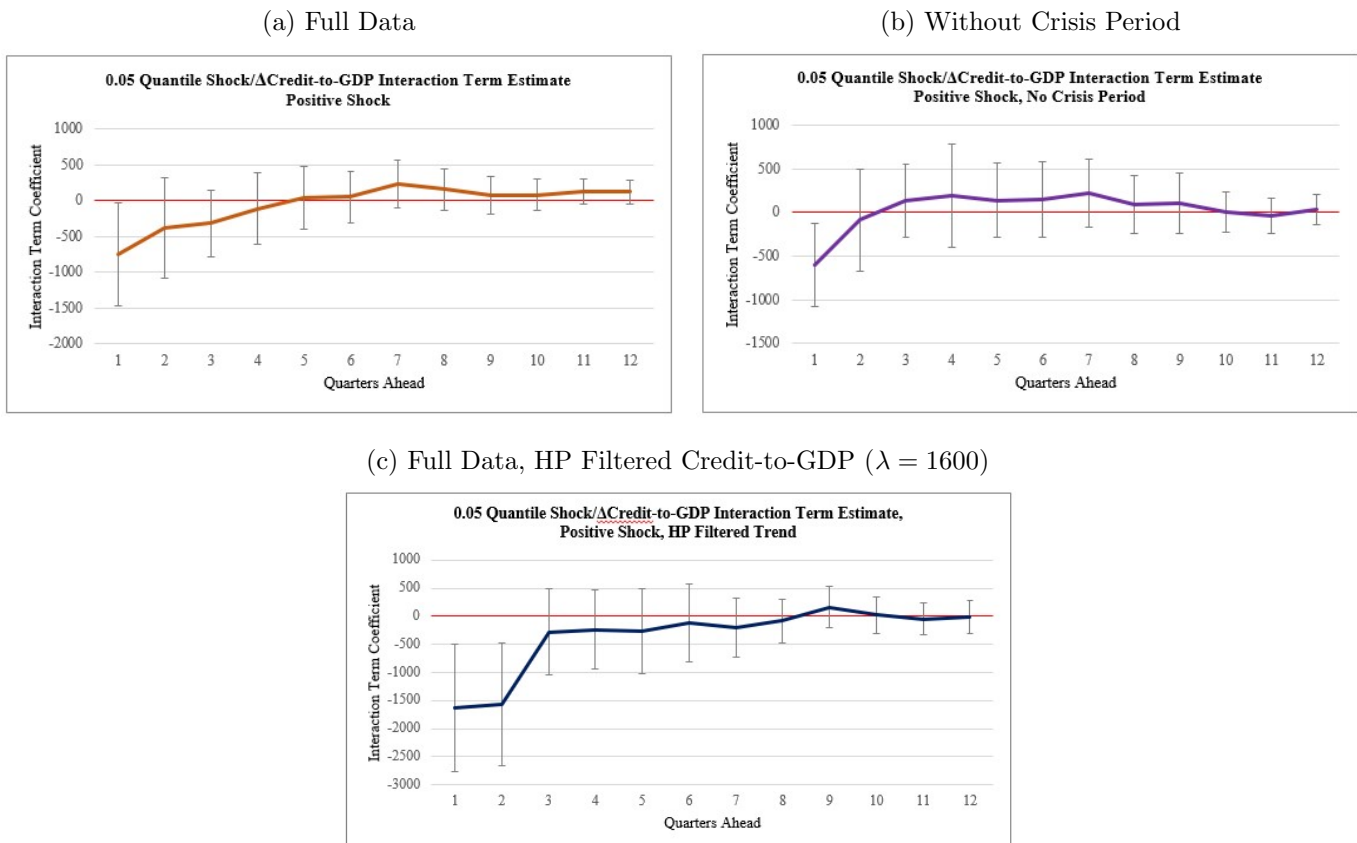 (a) Full Data
0.05 Quantile Shock/ΔCredit-to-GDP Interaction Term Estimate
Positive Shock
Interaction Term Coefficient
1000
500
0
-500
-1000
-1500
-2000
1 2 3 4 5 6 7 8 9 10 11 12
Quarters Ahead
(b) Without Crisis Period
0.05 Quantile Shock/ΔCredit-to-GDP Interaction Term Estimate
Positive Shock, No Crisis Period
Interaction Term Coefficient
1000
500
0
-500
-1000
-1500
1 2 3 4 5 6 7 8 9 10 11 12
Quarters Ahead
(c) Full Data, HP Filtered Credit-to-GDP (λ = 1600)
0.05 Quantile Shock/ΔCredit-to-GDP Interaction Term Estimate,
Positive Shock, HP Filtered Trend
Interaction Term Coefficient
1000
500
0
-500
-1000
-1500
-2000
-2500
-3000
1 2 3 4 5 6 7 8 9 10 11 12
Quarters Ahead